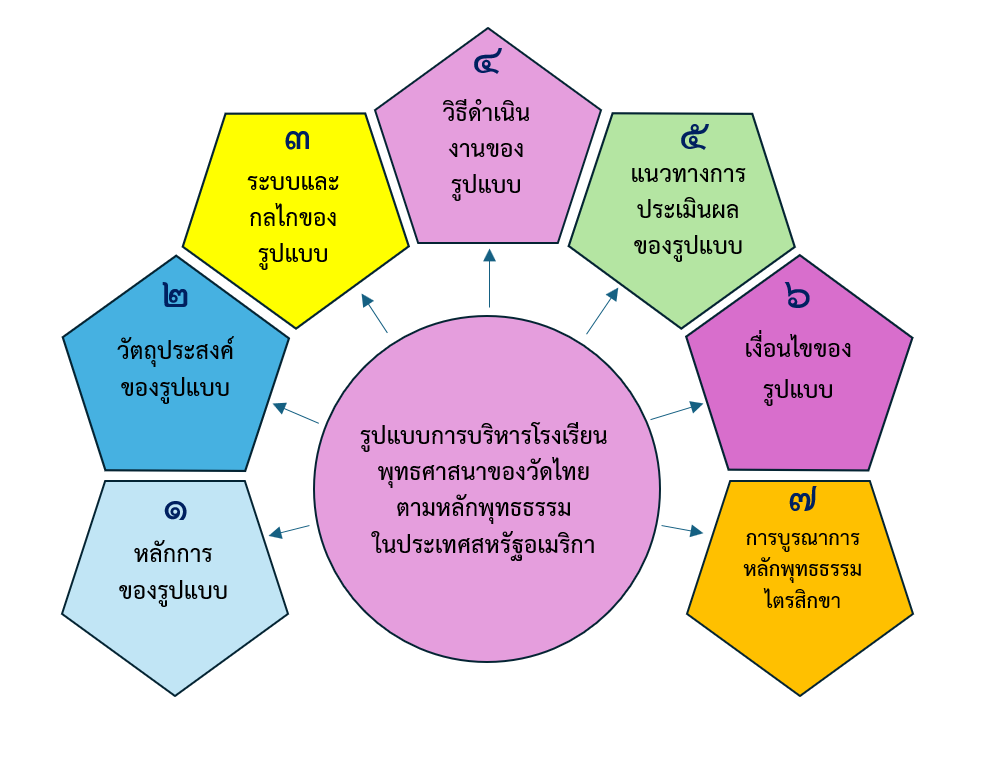 ๑
หลักการ
ของรูปแบบ
๒
วัตถุประสงค์
ของรูปแบบ
๓
ระบบและ
กลไกของ
รูปแบบ
๔
วิธีดำเนิน
งานของ
รูปแบบ
๕
แนวทางการ
ประเมินผล
ของรูปแบบ
๖
เงื่อนไขของ
รูปแบบ
๗
การบูรณาการ
หลักพุทธธรรม
ไตรสิกขา
รูปแบบการบริหารโรงเรียน
พุทธศาสนาของวัดไทย
ตามหลักพุทธธรรม
ในประเทศสหรัฐอเมริกา